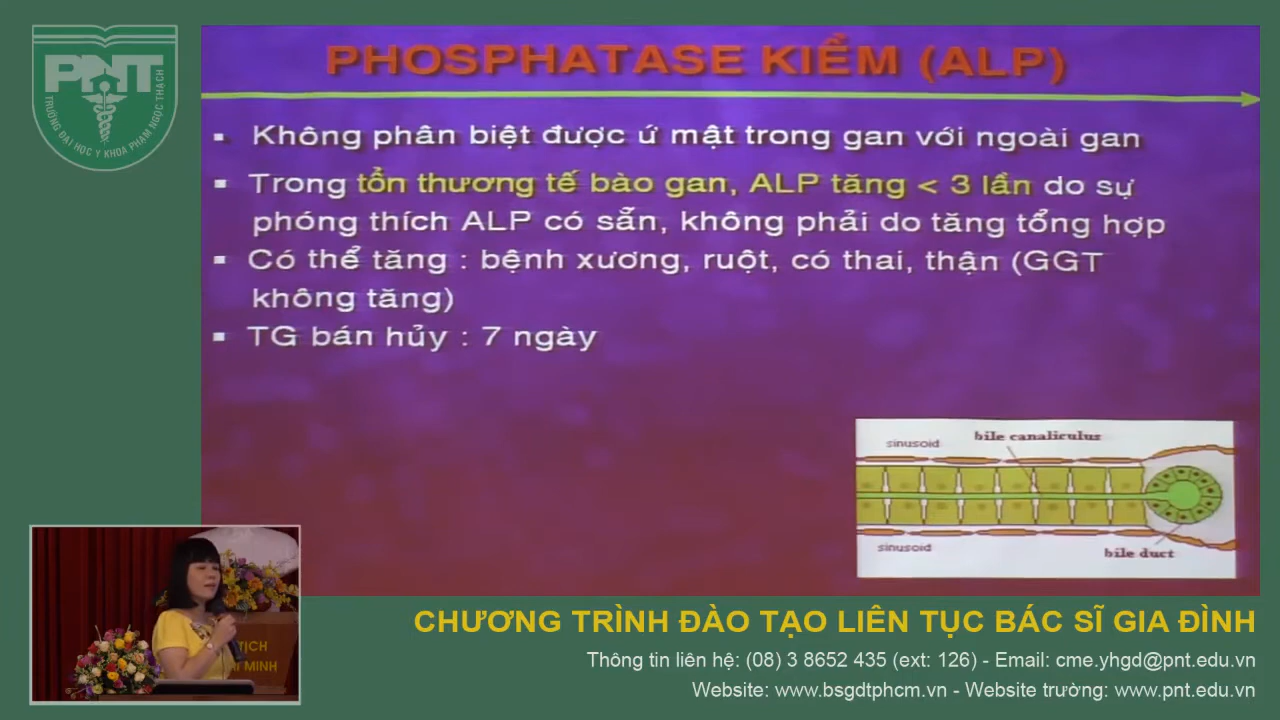 PNT
TRƯỜNG ĐẠI HỌC Y KHOA PHẠM NGỌC THẠCH
PHOSPHATASE KIỀM (ALP)
▪ Không phân biệt được ứ mật trong gan với ngoài gan
▪ Trong tổn thương tế bào gan, ALP tăng < 3 lần do sự
phóng thích ALP có sẵn, không phải do tăng tổng hợp
▪ Có thể tăng : bệnh xương, ruột, có thai, thận (GGT
không tăng)
▪ TG bán hủy : 7 ngày
sinusoid
bile canaliculus
sinusoid
bile duct
TỊCH
MINH
CHƯƠNG TRÌNH ĐÀO TẠO LIÊN TỤC BÁC SĨ GIA ĐÌNH
Thông tin liên hệ: (08) 3 8652 435 (ext: 126) - Email: cme.yhgd@pnt.edu.vn
Website: www.bsgdtphcm.vn - Website trường: www.pnt.edu.vn